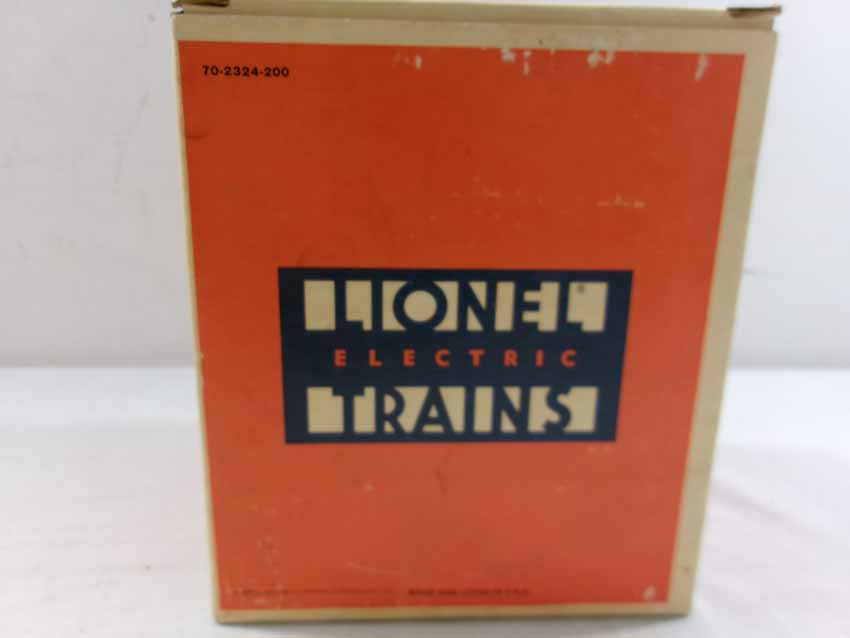 70-2324-200
LIONEL®
ELECTRIC
TRAINS